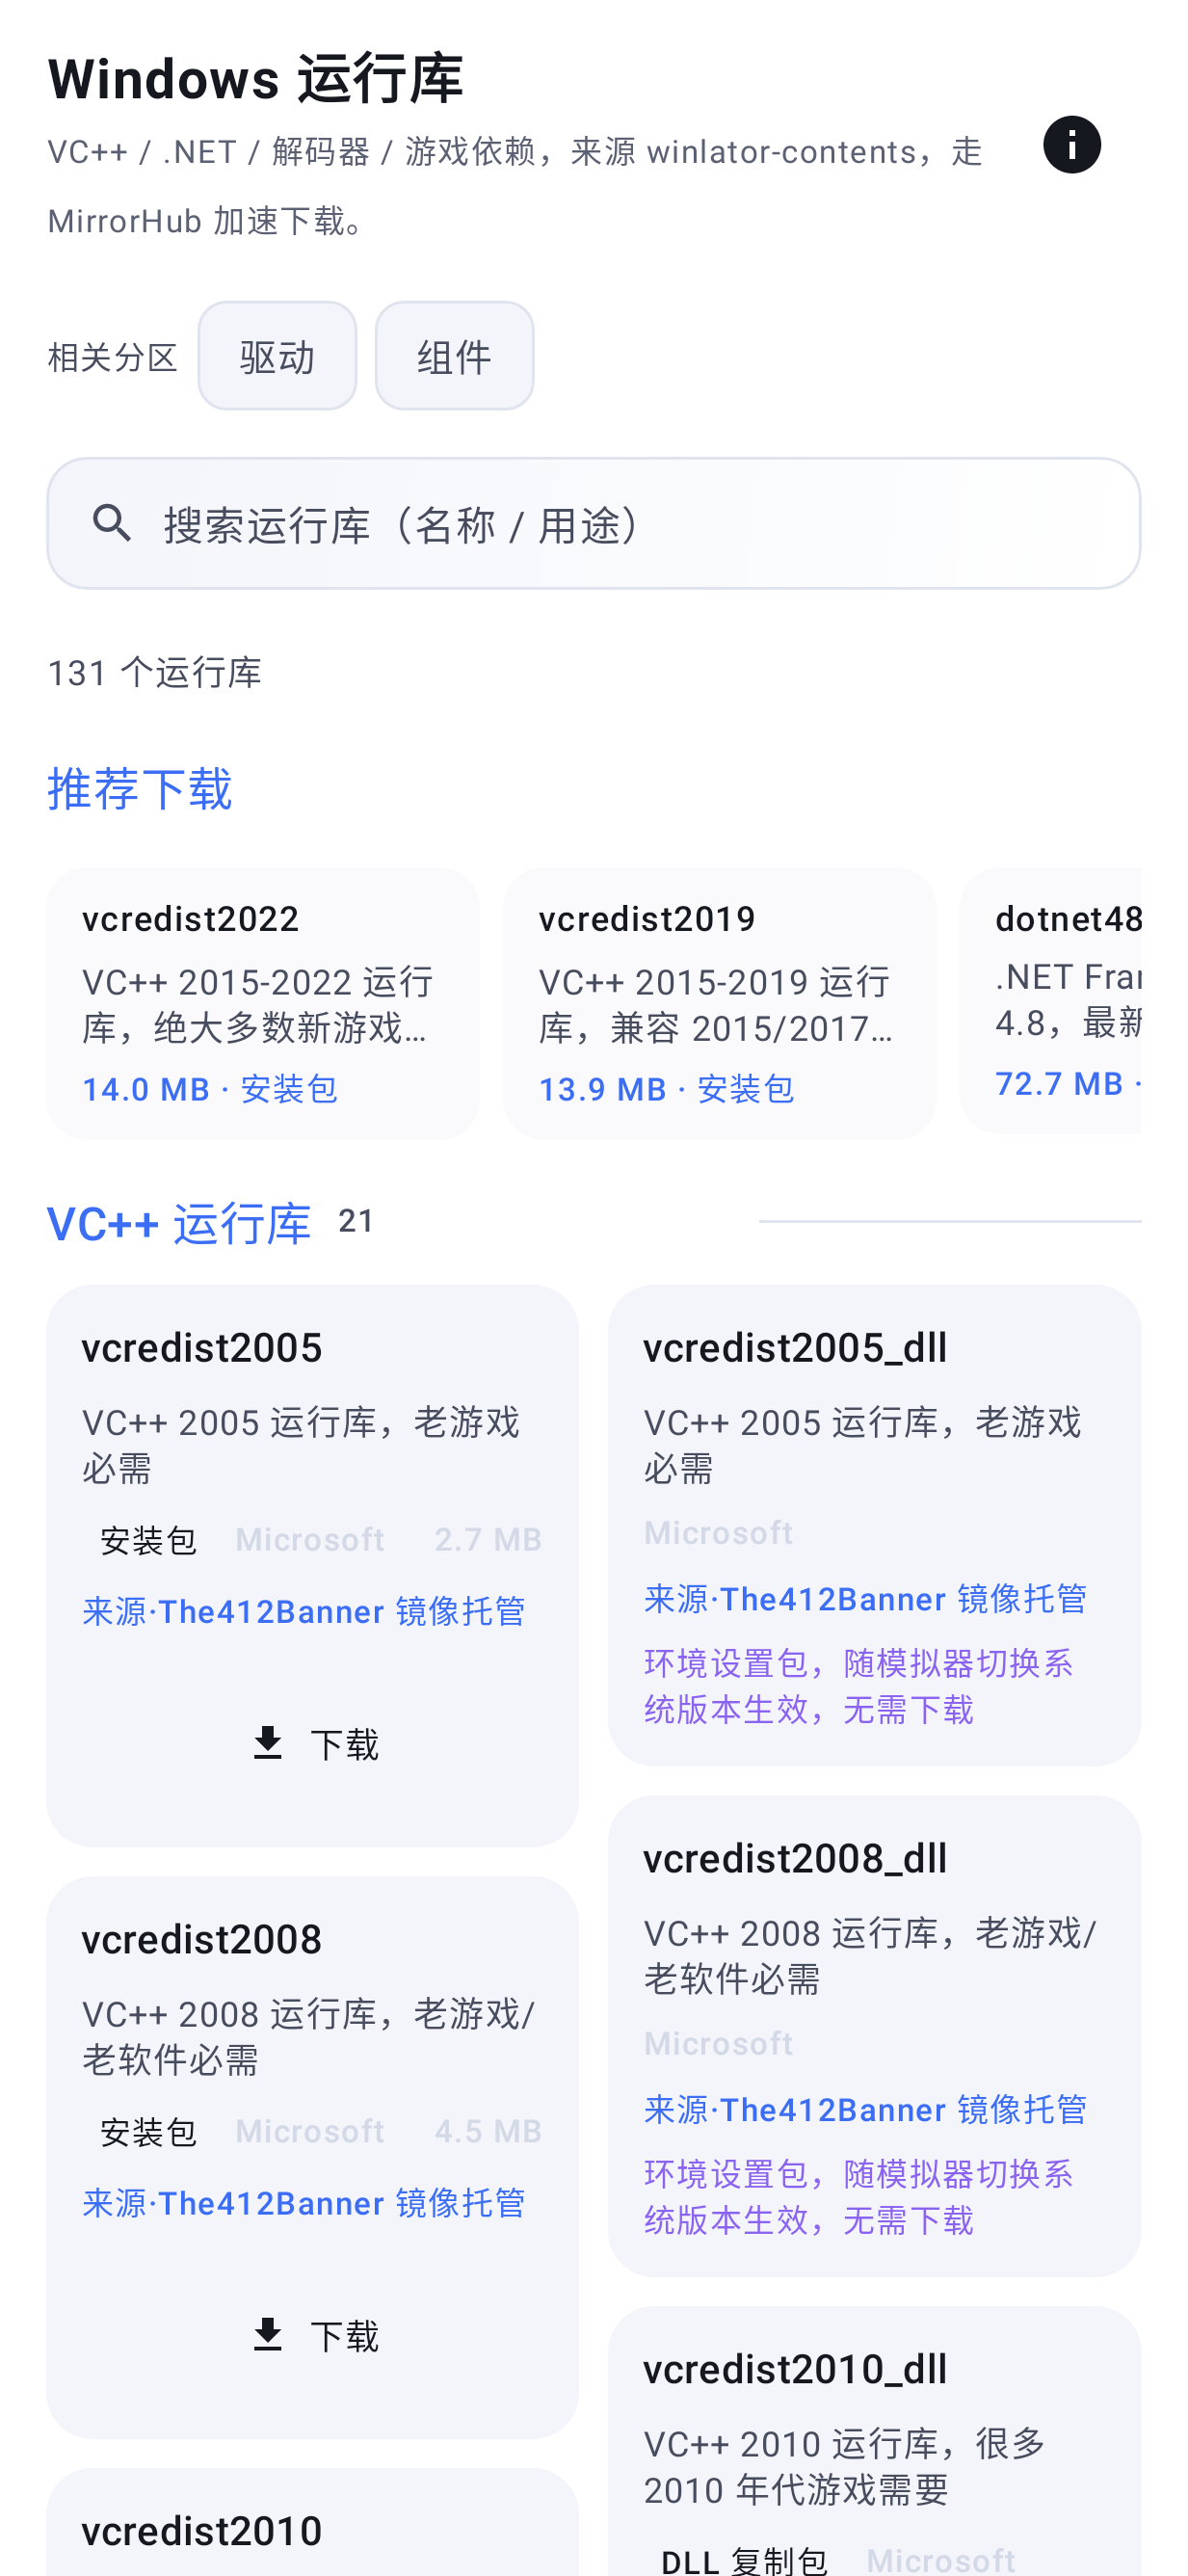 Windows 运行库
VC++ / .NET / 解码器 / 游戏依赖，来源 winlator-contents，走
MirrorHub 加速下载。
相关分区
驱动
组件
搜索运行库（名称 / 用途）
131 个运行库
推荐下载
vcredist2022
VC++ 2015-2022 运行
库，绝大多数新游戏…
14.0 MB · 安装包
vcredist2019
VC++ 2015-2019 运行
库，兼容 2015/2017…
13.9 MB · 安装包
dotnet48
.NET Fra
4.8，最新
72.7 MB ·
VC++ 运行库 21
vcredist2005
VC++ 2005 运行库，老游戏
必需
安装包 Microsoft 2.7 MB
来源·The412Banner 镜像托管
下载
vcredist2005_dll
VC++ 2005 运行库，老游戏
必需
Microsoft
来源·The412Banner 镜像托管
环境设置包，随模拟器切换系
统版本生效，无需下载
vcredist2008
VC++ 2008 运行库，老游戏/
老软件必需
安装包 Microsoft 4.5 MB
来源·The412Banner 镜像托管
下载
vcredist2008_dll
VC++ 2008 运行库，老游戏/
老软件必需
Microsoft
来源·The412Banner 镜像托管
环境设置包，随模拟器切换系
统版本生效，无需下载
vcredist2010
vcredist2010_dll
VC++ 2010 运行库，很多
2010 年代游戏需要
DLL 复制包 Microsoft